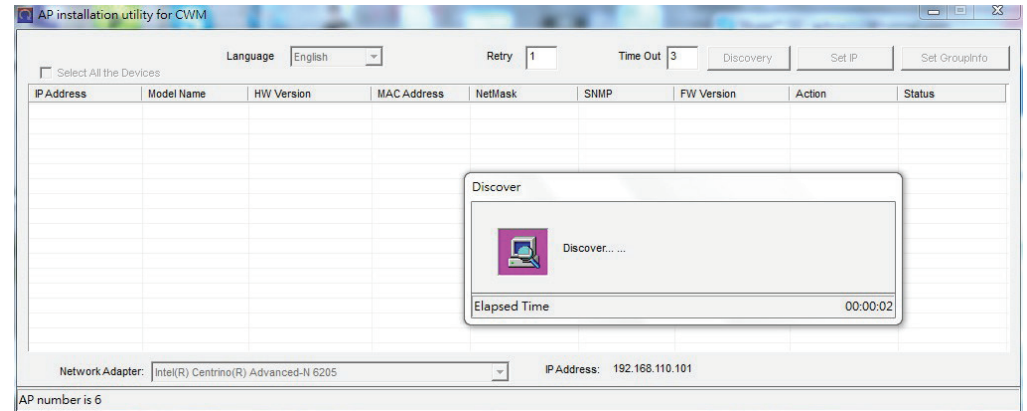 AP installation utility for CWM
Language English Retry 1 Time Out 3 Discovery Set IP Set GroupInfo
Select All the Devices
IP Address Model Name HW Version MAC Address NetMask SNMP FW Version Action Status
Discover
Discover... ...
Elapsed Time 00:00:02
Network Adapter: Intel(R) Centrino(R) Advanced-N 6205 IP Address: 192.168.110.101
AP number is 6